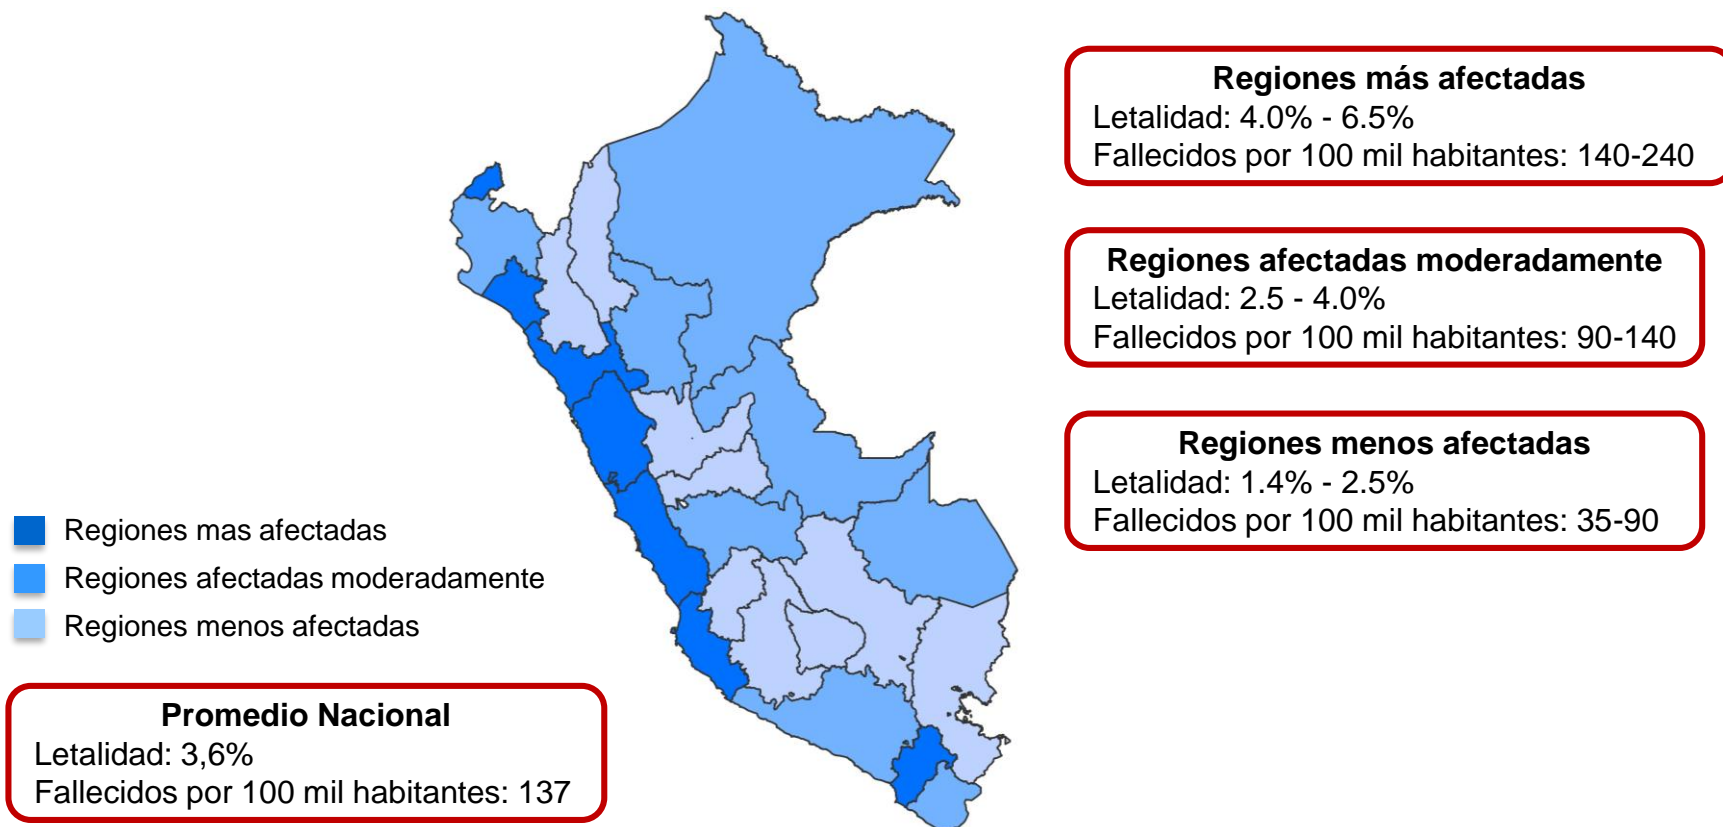 Regiones más afectadas
Letalidad: 4.0% - 6.5%
Fallecidos por 100 mil habitantes: 140-240
Regiones afectadas moderadamente
Letalidad: 2.5 - 4.0%
Fallecidos por 100 mil habitantes: 90-140
Regiones menos afectadas
Letalidad: 1.4% - 2.5%
Fallecidos por 100 mil habitantes: 35-90
Regiones mas afectadas
Regiones afectadas moderadamente
Regiones menos afectadas
Promedio Nacional
Letalidad: 3,6%
Fallecidos por 100 mil habitantes: 137